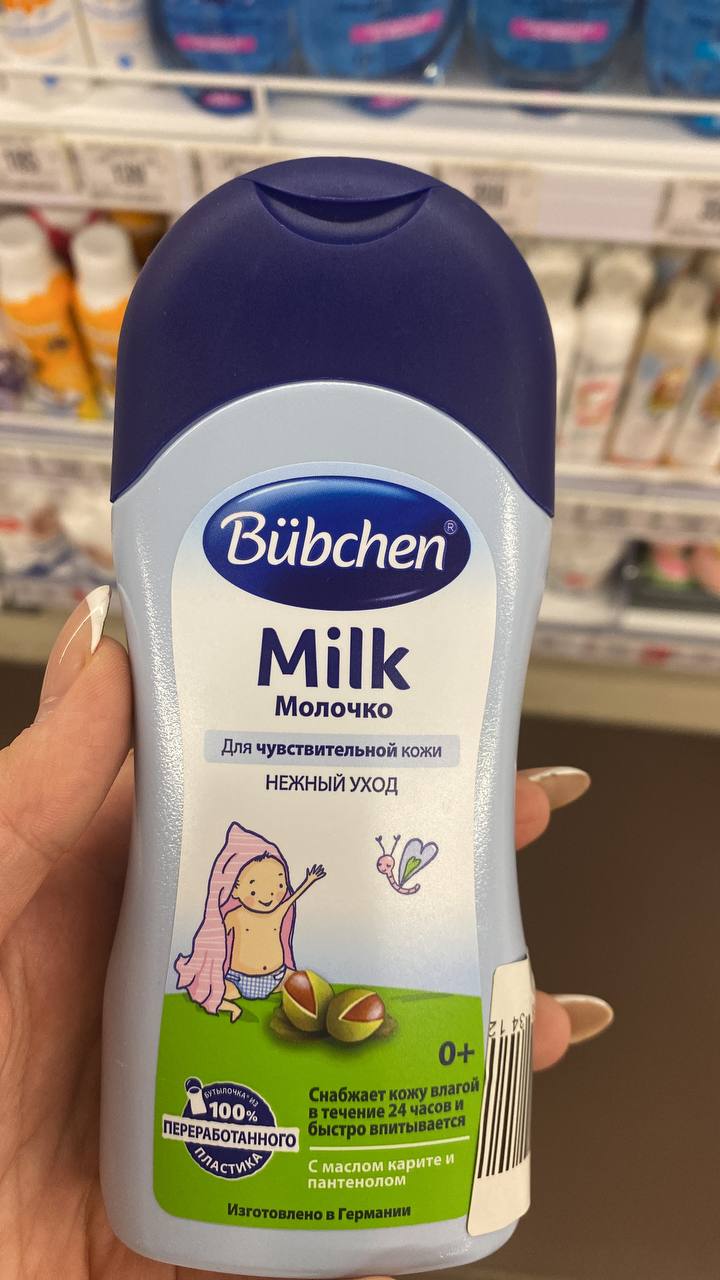 Bübchen®
Milk
Молочко
Для чувствительной кожи
НЕЖНЫЙ УХОД
0+
БУТЫЛОЧКА* ИЗ
100%
ПЕРЕРАБОТАННОГО
ПЛАСТИКА
Снабжает кожу влагой
в течение 24 часов и
быстро впитывается
С маслом карите и
пантенолом
Изготовлено в Германии